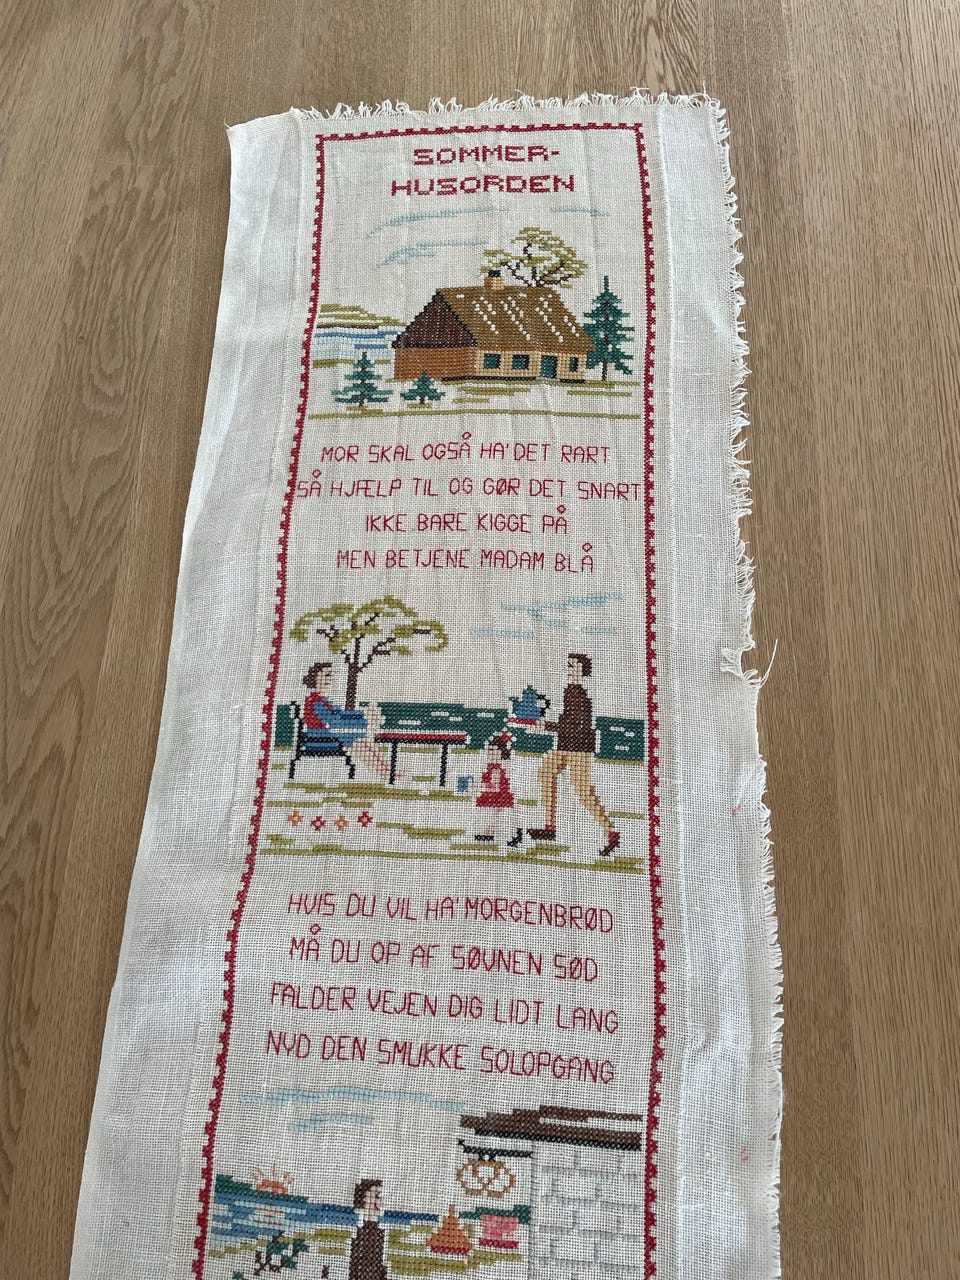 SOMMER-
HUSORDEN
MOR SKAL OGSÅ HA' DET RART
SÅ HJÆLP TIL OG GØR DET SNART
IKKE BARE KIGGE PÅ
MEN BETJENE MADAM BLÅ
HVIS DU VIL HA' MORGENBRØD
MÅ DU OP AF SØVNEN SØD
FALDER VEJEN DIG LIDT LANG
NYD DEN SMUKKE SOLOPGANG